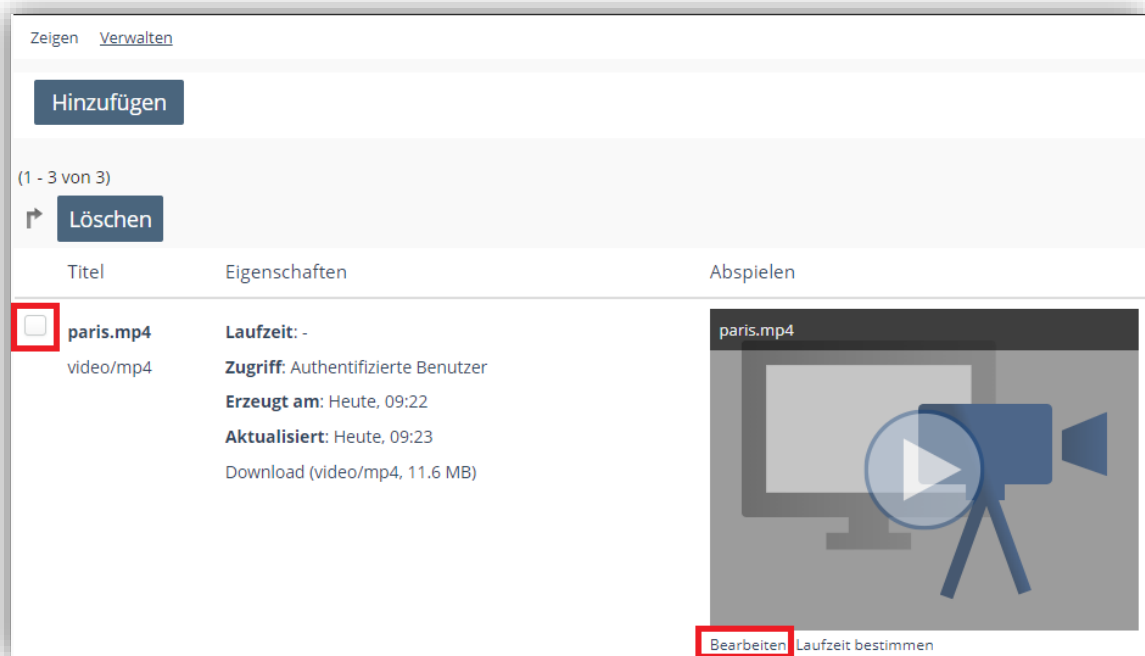 Zeigen Verwalten
Hinzufügen
(1 - 3 von 3)
Löschen
Titel Eigenschaften Abspielen
paris.mp4 Laufzeit: - paris.mp4
video/mp4 Zugriff: Authentifizierte Benutzer
Erzeugt am: Heute, 09:22
Aktualisiert: Heute, 09:23
Download (video/mp4, 11.6 MB)
Bearbeiten Laufzeit bestimmen